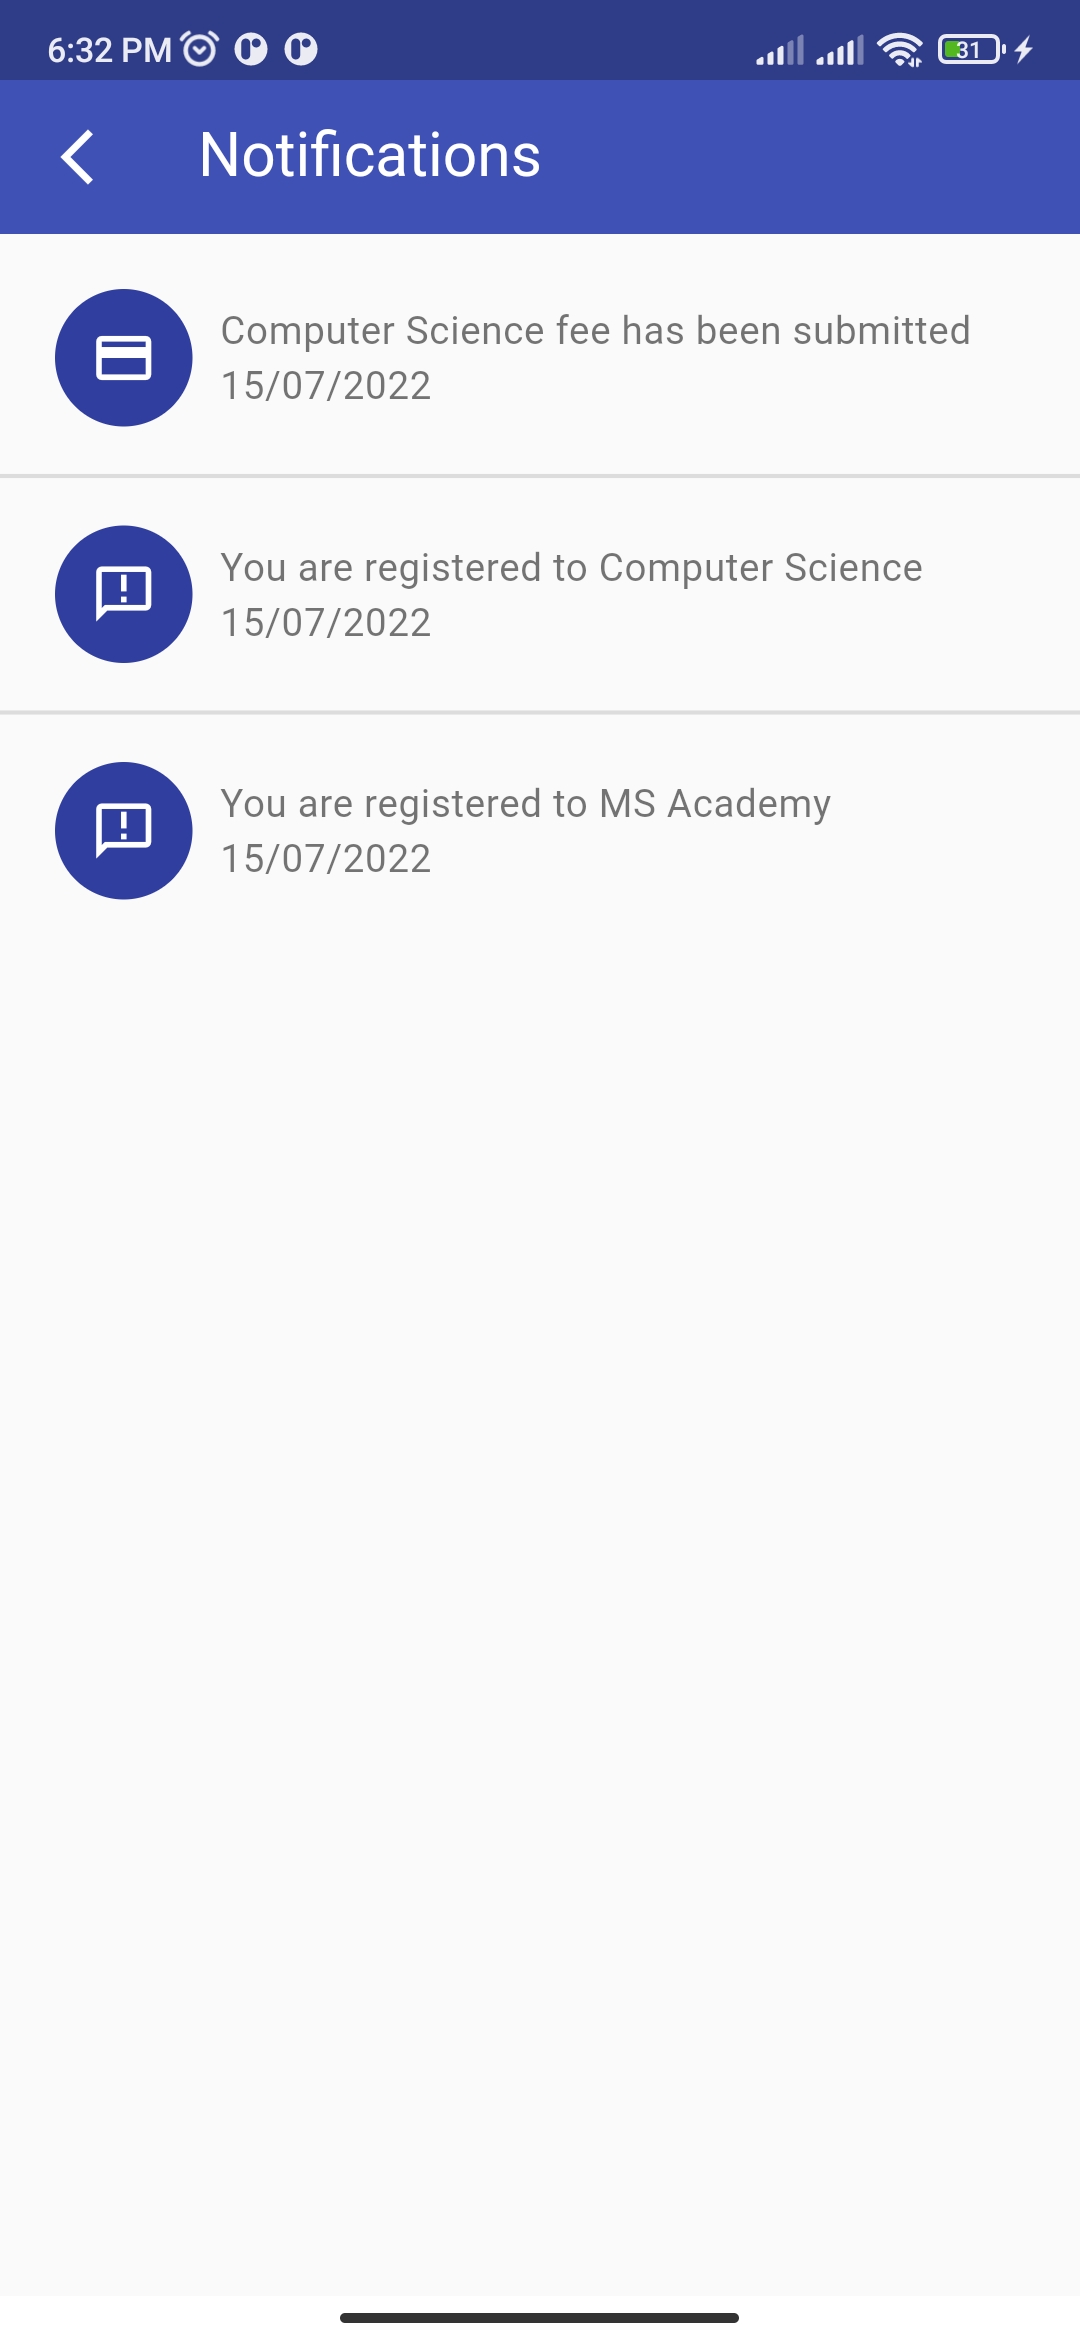 6:32 PM
31
Notifications
Computer Science fee has been submitted
15/07/2022
You are registered to Computer Science
15/07/2022
You are registered to MS Academy
15/07/2022